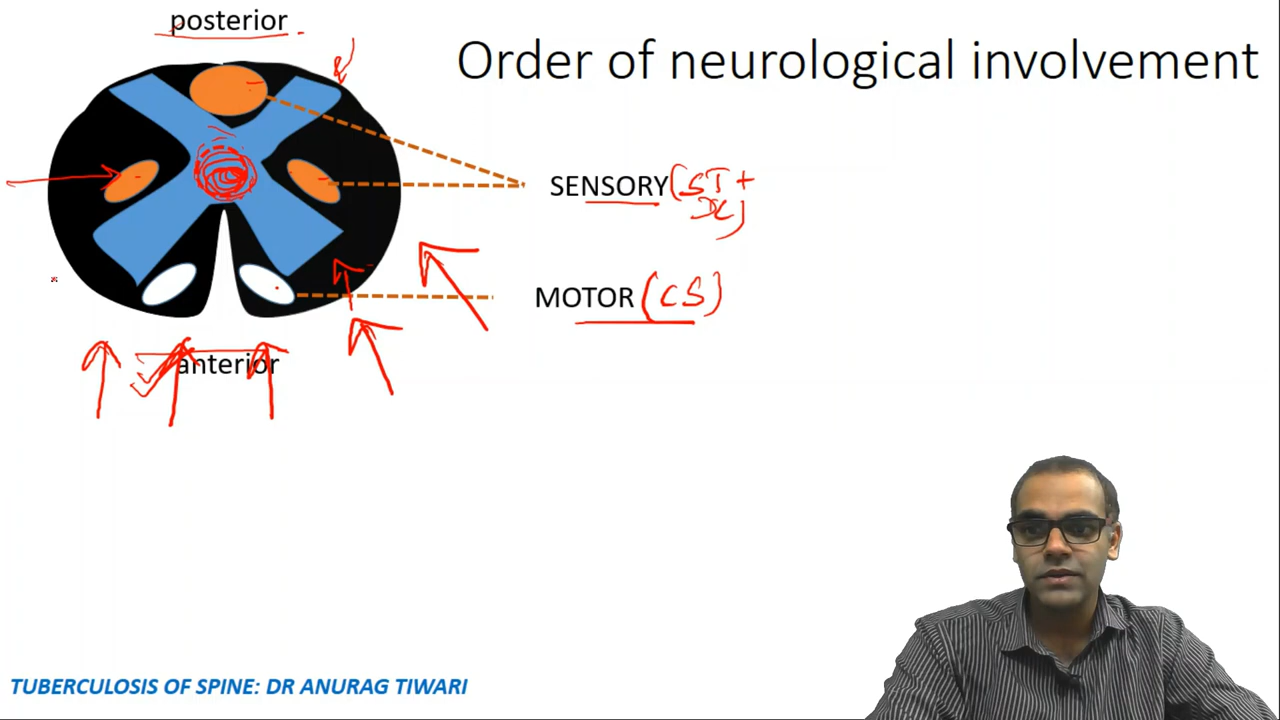 posterior
Order of neurological involvement
SENSORY (ST +
DC)
MOTOR (CS)
anterior
TUBERCULOSIS OF SPINE: DR ANURAG TIWARI